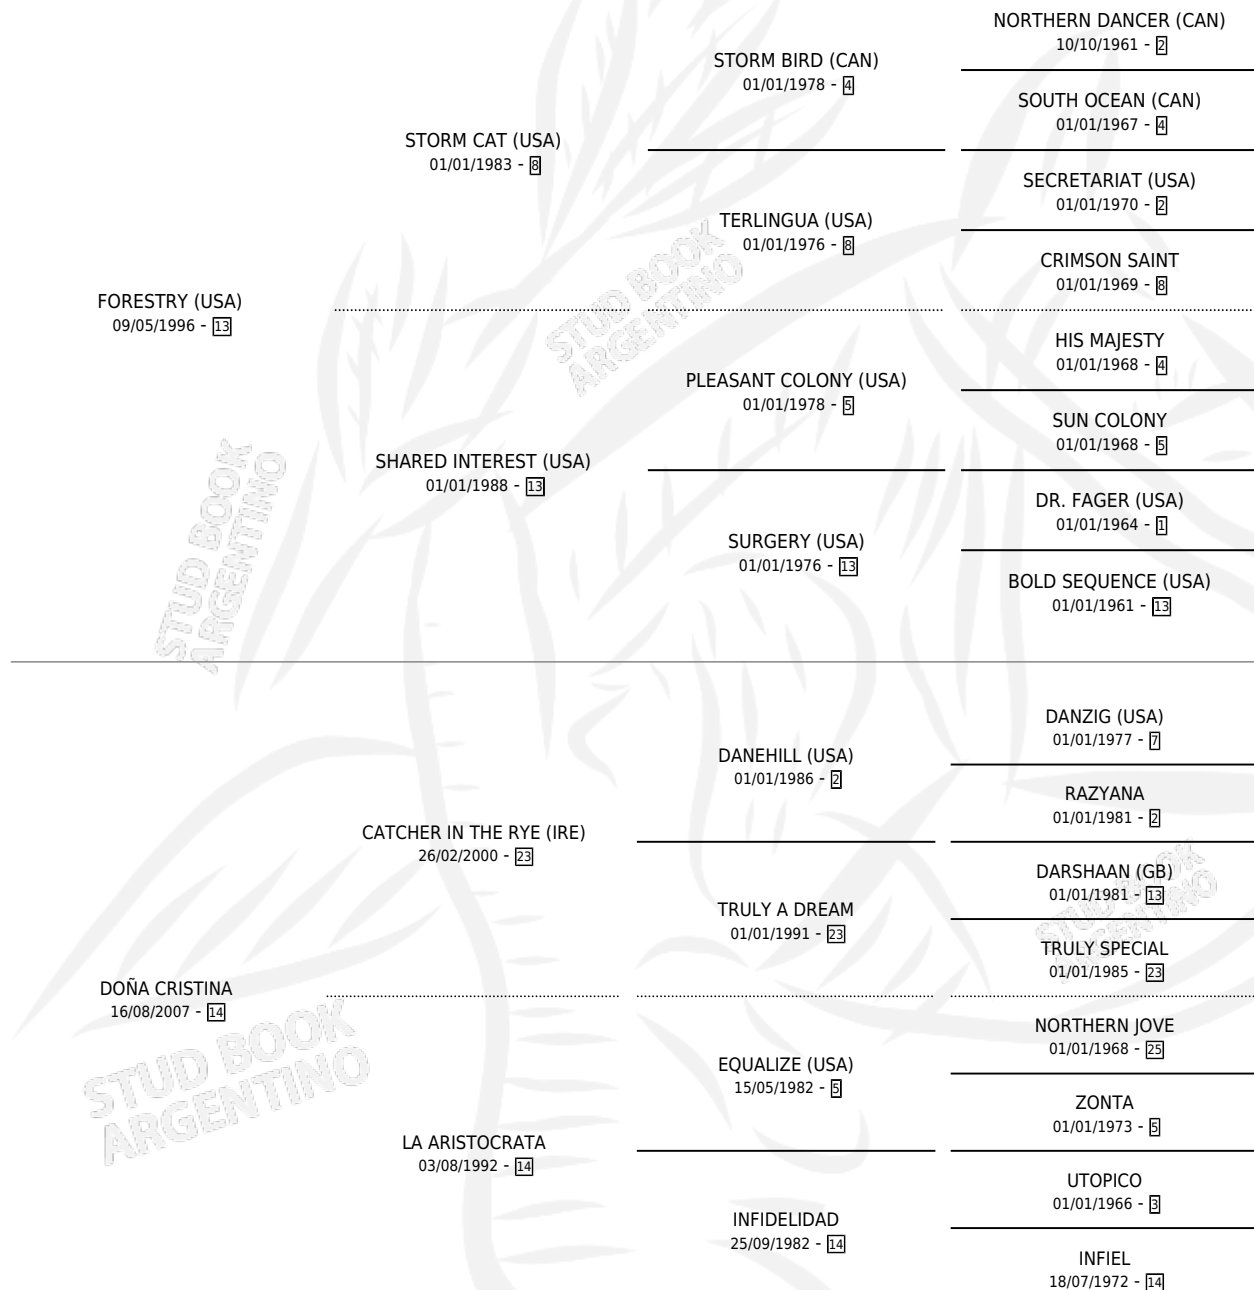 NORTHERN DANCER (CAN)
10/10/1961 - 2
STORM BIRD (CAN)
01/01/1978 - 4
SOUTH OCEAN (CAN)
01/01/1967 - 4
STORM CAT (USA)
01/01/1983 - 8
SECRETARIAT (USA)
01/01/1970 - 2
TERLINGUA (USA)
01/01/1976 - 8
CRIMSON SAINT
01/01/1969 - 8
FORESTRY (USA)
09/05/1996 - 13
HIS MAJESTY
01/01/1968 - 4
PLEASANT COLONY (USA)
01/01/1978 - 5
SUN COLONY
01/01/1968 - 5
SHARED INTEREST (USA)
01/01/1988 - 13
DR. FAGER (USA)
01/01/1964 - 1
SURGERY (USA)
01/01/1976 - 13
BOLD SEQUENCE (USA)
01/01/1961 - 13
DANZIG (USA)
01/01/1977 - 7
DANEHILL (USA)
01/01/1986 - 2
RAZYANA
01/01/1981 - 2
CATCHER IN THE RYE (IRE)
26/02/2000 - 23
DARSHAAN (GB)
01/01/1981 - 13
TRULY A DREAM
01/01/1991 - 23
TRULY SPECIAL
01/01/1985 - 23
DOÑA CRISTINA
16/08/2007 - 14
NORTHERN JOVE
01/01/1968 - 25
EQUALIZE (USA)
15/05/1982 - 5
ZONTA
01/01/1973 - 5
LA ARISTOCRATA
03/08/1992 - 14
UTOPICO
01/01/1966 - 3
INFIDELIDAD
25/09/1982 - 14
INFIEL
18/07/1972 - 14
STUD BOOK
ARGENTINO
STUD BOOK
ARGENTINO
STUD BOOK
ARGENTINO
STUD BOOK
ARGENTINO